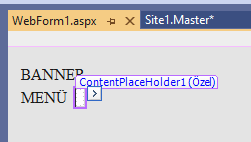 WebForm1.aspx Site1.Master*
BANNER
ContentPlaceHolder1 (Özel)
MENÜ